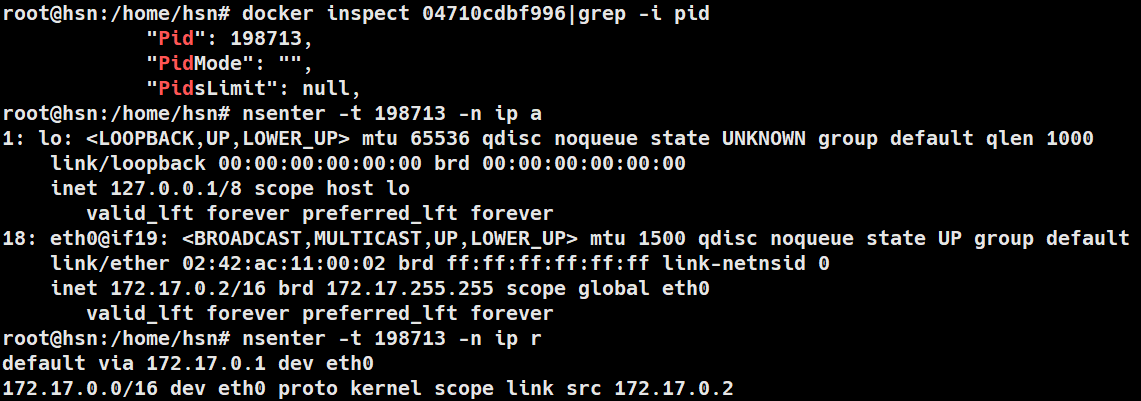 root@hsn:/home/hsn# docker inspect 04710cdbf996|grep -i pid
            "Pid": 198713,
            "PidMode": "",
            "PidsLimit": null,
root@hsn:/home/hsn# nsenter -t 198713 -n ip a
1: lo: <LOOPBACK,UP,LOWER_UP> mtu 65536 qdisc noqueue state UNKNOWN group default qlen 1000
    link/loopback 00:00:00:00:00:00 brd 00:00:00:00:00:00
    inet 127.0.0.1/8 scope host lo
       valid_lft forever preferred_lft forever
18: eth0@if19: <BROADCAST,MULTICAST,UP,LOWER_UP> mtu 1500 qdisc noqueue state UP group default
    link/ether 02:42:ac:11:00:02 brd ff:ff:ff:ff:ff:ff link-netnsid 0
    inet 172.17.0.2/16 brd 172.17.255.255 scope global eth0
       valid_lft forever preferred_lft forever
root@hsn:/home/hsn# nsenter -t 198713 -n ip r
default via 172.17.0.1 dev eth0
172.17.0.0/16 dev eth0 proto kernel scope link src 172.17.0.2